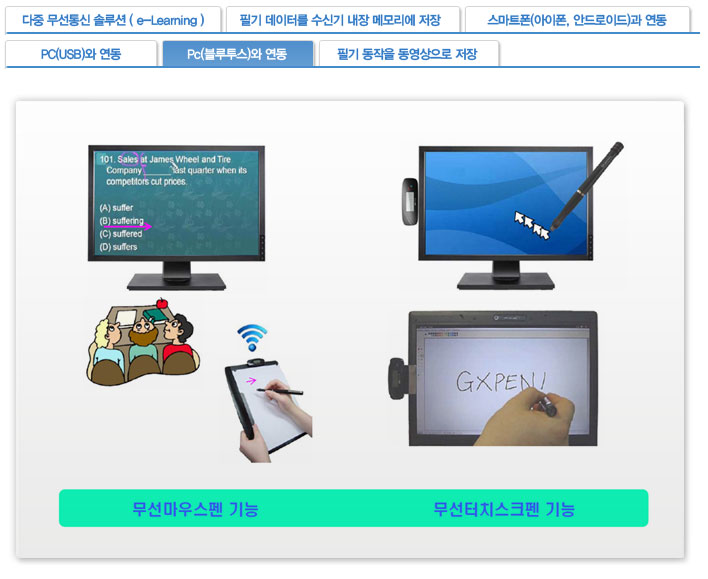 다중 무선통신 솔루션 ( e-Learning )
필기 데이터를 수신기 내장 메모리에 저장
스마트폰(아이폰, 안드로이드)과 연동
PC(USB)와 연동
Pc(블루투스)와 연동
필기 동작을 동영상으로 저장
101. Sales at James Wheel and Tire
Company ______ last quarter when its
competitors cut prices.
(A) suffer
(B) suffering
(C) suffered
(D) suffers
GXPEN!
무선마우스펜 기능
무선터치스크펜 기능